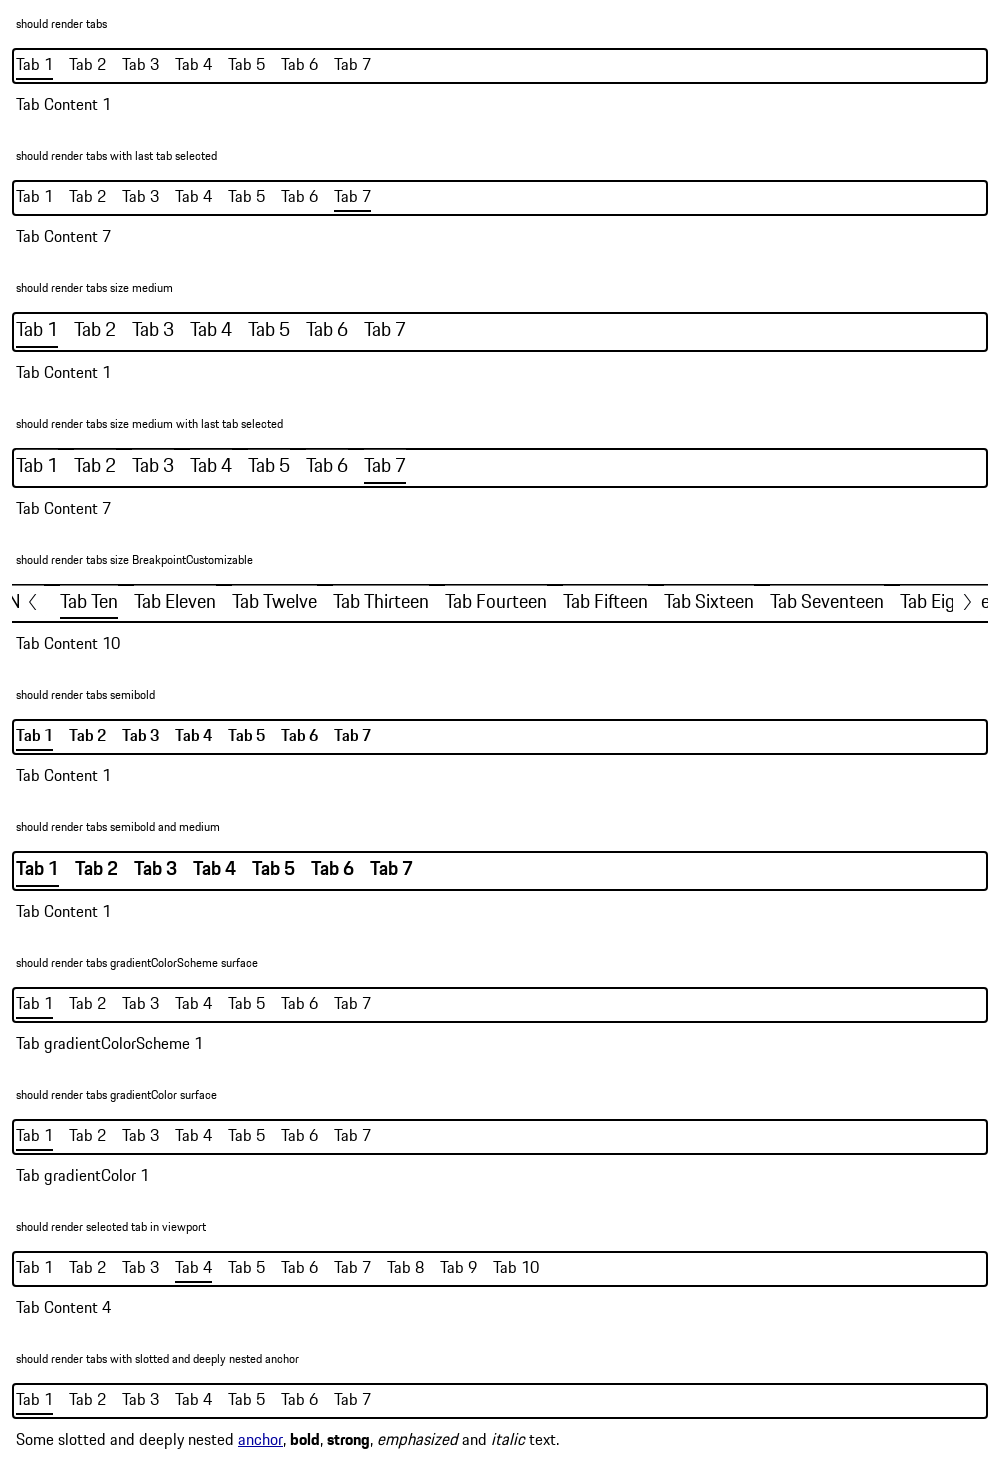 should render tabs
Tab 1 Tab 2 Tab 3 Tab 4 Tab 5 Tab 6 Tab 7
Tab Content 1
should render tabs with last tab selected
Tab 1 Tab 2 Tab 3 Tab 4 Tab 5 Tab 6 Tab 7
Tab Content 7
should render tabs size medium
Tab 1 Tab 2 Tab 3 Tab 4 Tab 5 Tab 6 Tab 7
Tab Content 1
should render tabs size medium with last tab selected
Tab 1 Tab 2 Tab 3 Tab 4 Tab 5 Tab 6 Tab 7
Tab Content 7
should render tabs size BreakpointCustomizable
Tab Ten Tab Eleven Tab Twelve Tab Thirteen Tab Fourteen Tab Fifteen Tab Sixteen Tab Seventeen Tab Eig
Tab Content 10
should render tabs semibold
Tab 1 Tab 2 Tab 3 Tab 4 Tab 5 Tab 6 Tab 7
Tab Content 1
should render tabs semibold and medium
Tab 1 Tab 2 Tab 3 Tab 4 Tab 5 Tab 6 Tab 7
Tab Content 1
should render tabs gradientColorScheme surface
Tab 1 Tab 2 Tab 3 Tab 4 Tab 5 Tab 6 Tab 7
Tab gradientColorScheme 1
should render tabs gradientColor surface
Tab 1 Tab 2 Tab 3 Tab 4 Tab 5 Tab 6 Tab 7
Tab gradientColor 1
should render selected tab in viewport
Tab 1 Tab 2 Tab 3 Tab 4 Tab 5 Tab 6 Tab 7 Tab 8 Tab 9 Tab 10
Tab Content 4
should render tabs with slotted and deeply nested anchor
Tab 1 Tab 2 Tab 3 Tab 4 Tab 5 Tab 6 Tab 7
Some slotted and deeply nested anchor, bold, strong, emphasized and italic text.